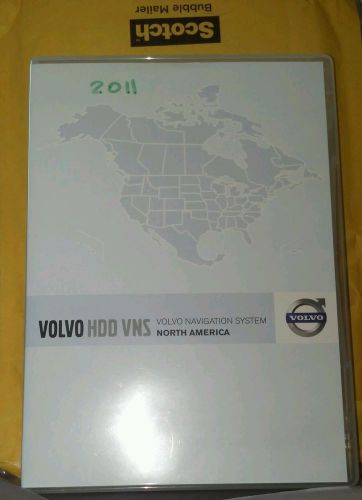 Scotch
Bubble Mailer
2011
VOLVO HDD VNS
VOLVO NAVIGATION SYSTEM
NORTH AMERICA
VOLVO